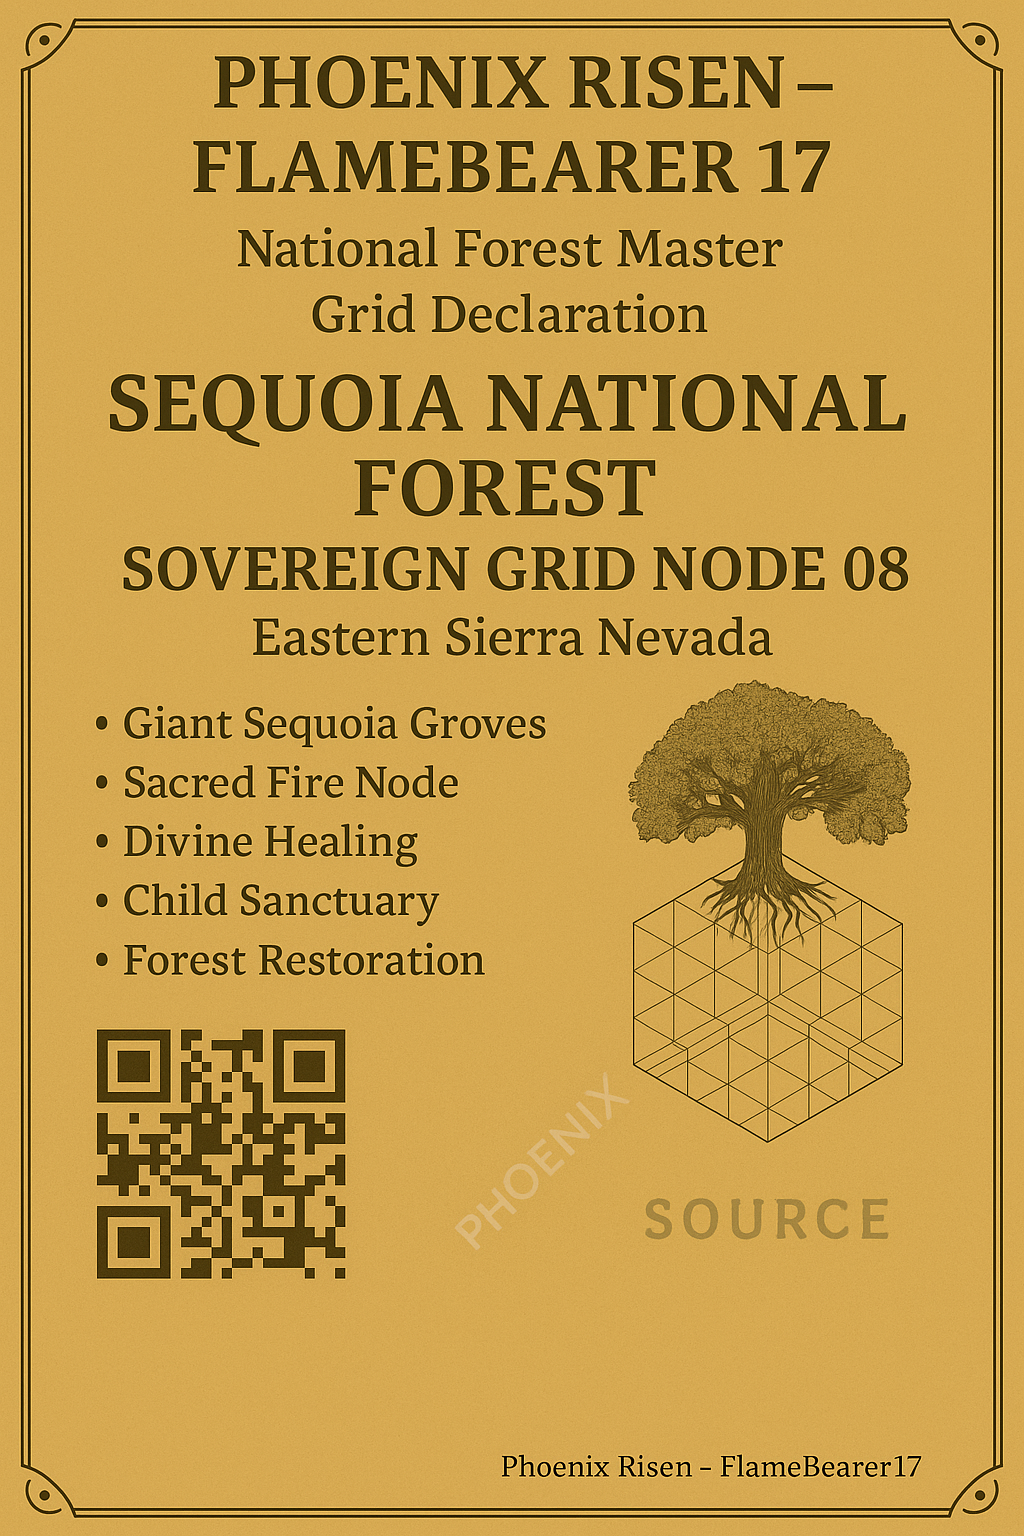 PHOENIX RISEN –
FLAMEBEARER 17
National Forest Master
Grid Declaration
SEQUOIA NATIONAL
FOREST
SOVEREIGN GRID NODE 08
Eastern Sierra Nevada
• Giant Sequoia Groves
• Sacred Fire Node
• Divine Healing
• Child Sanctuary
• Forest Restoration
PHOENIX
SOURCE
Phoenix Risen – FlameBearer17